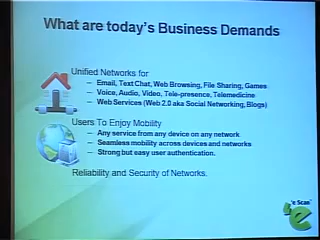 What are today's Business Demands
Unified Networks for
– Email, Text Chat, Web Browsing, File Sharing, Games
– Voice, Audio, Video, Tele-presence, Telemedicine
– Web Services (Web 2.0 aka Social Networking, Blogs)
Users To Enjoy Mobility
– Any service from any device on any network
– Seamless mobility across devices and networks
– Strong but easy user authentication.
Reliability and Security of Networks.
e Scan
e